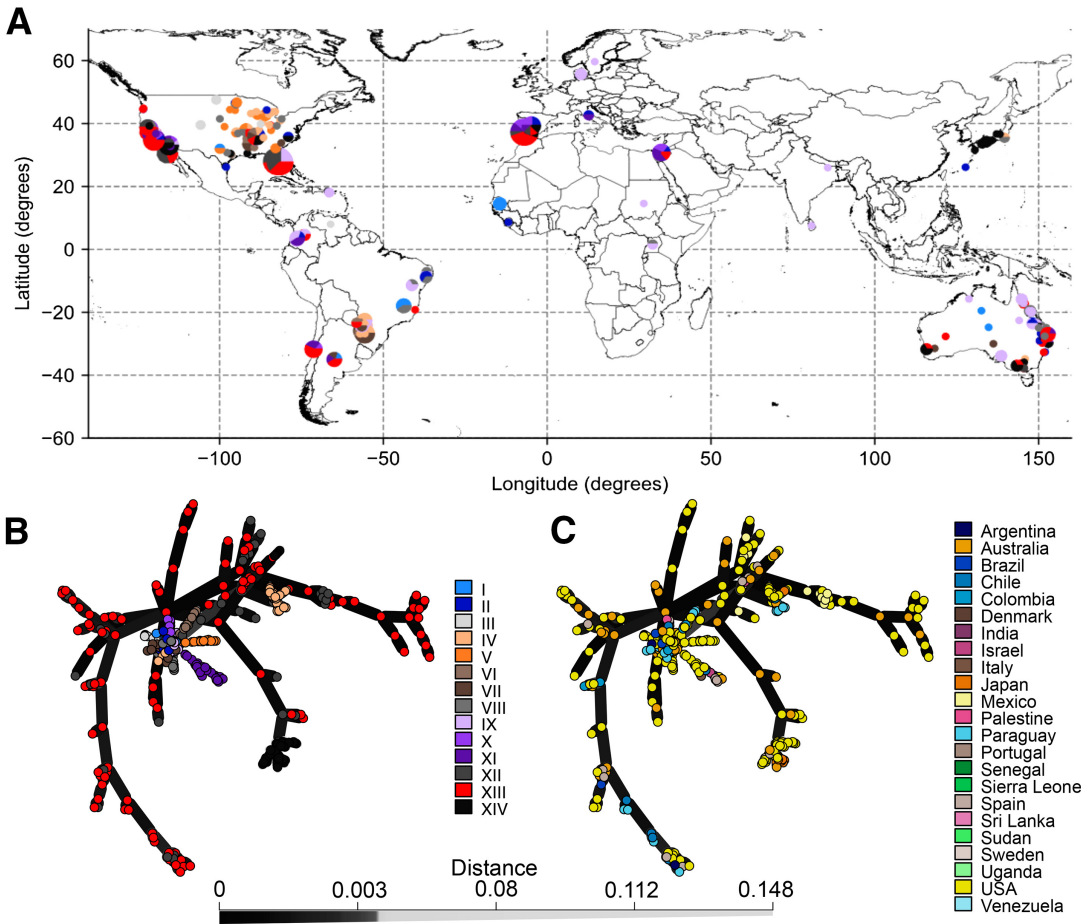 A
Latitude (degrees)
60
40
20
0
−20
−40
−60
−100
−50
0
50
100
150
Longitude (degrees)
B
I
II
III
IV
V
VI
VII
VIII
IX
X
XI
XII
XIII
XIV
C
Argentina
Australia
Brazil
Chile
Colombia
Denmark
India
Israel
Italy
Japan
Mexico
Palestine
Paraguay
Portugal
Senegal
Sierra Leone
Spain
Sri Lanka
Sudan
Sweden
Uganda
USA
Venezuela
Distance
0 0.003 0.08 0.112 0.148